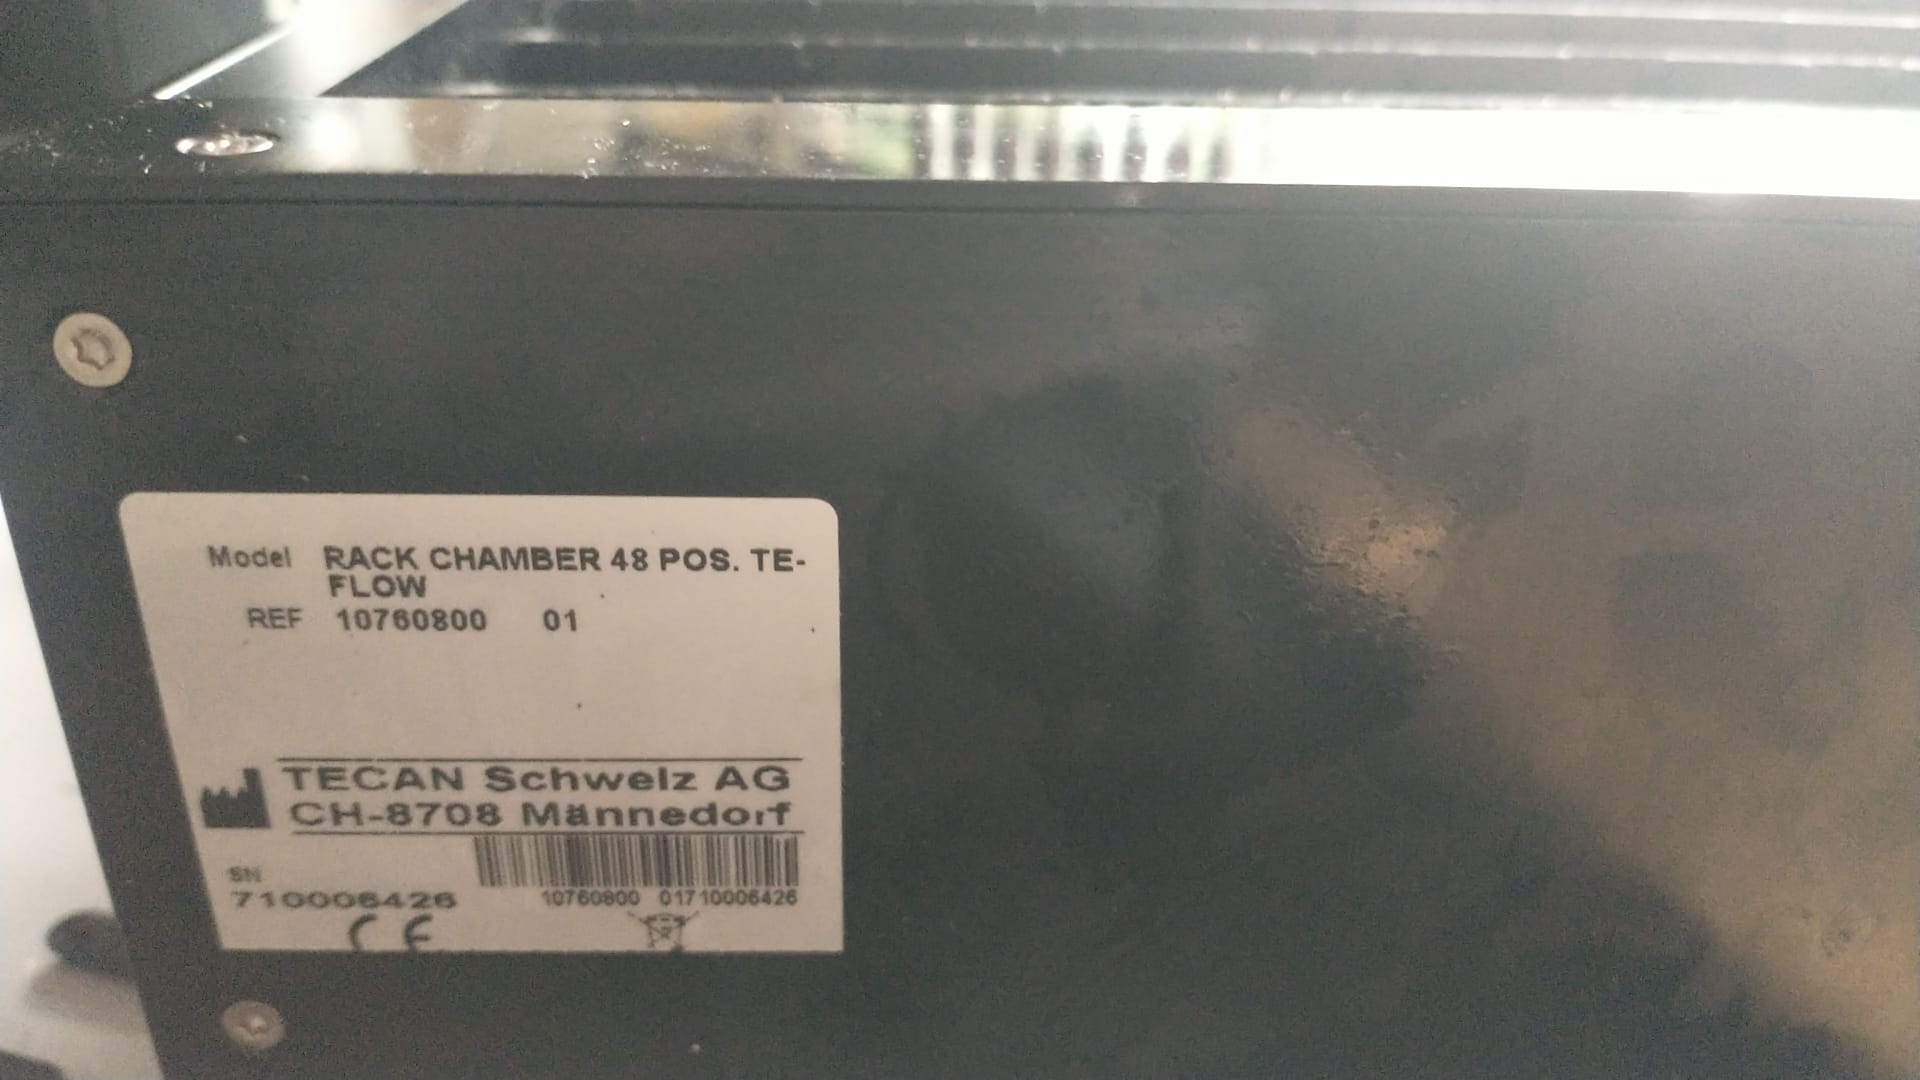 Model RACK CHAMBER 48 POS. TE-
FLOW
REF 10760800 01
TECAN Schweiz AG
CH-8708 Männedorf
SN
710006426
10760800 01710006426
CE